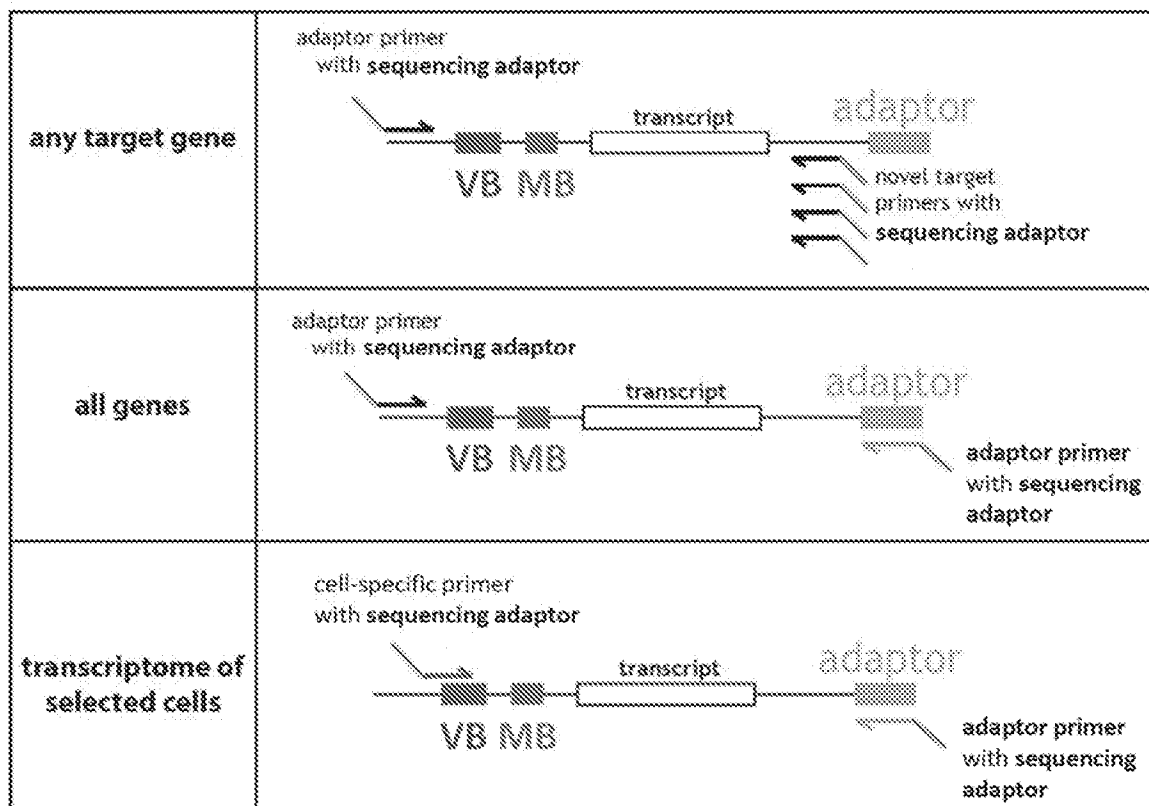 any target gene
adaptor primer
with sequencing adaptor
transcript
adaptor
VB MB
novel target
primers with
sequencing adaptor
all genes
adaptor primer
with sequencing adaptor
transcript
adaptor
VB MB
adaptor primer
with sequencing
adaptor
transcriptome of
selected cells
cell-specific primer
with sequencing adaptor
transcript
adaptor
VB MB
adaptor primer
with sequencing
adaptor